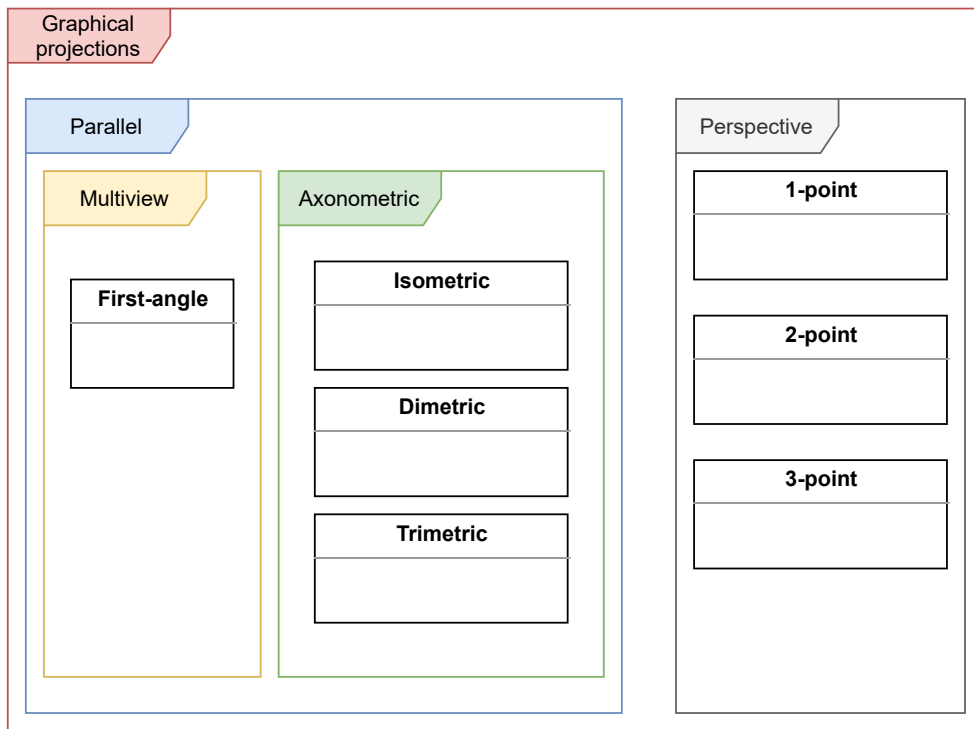 Graphical
projections
Parallel
Multiview
First-angle
Axonometric
Isometric
Dimetric
Trimetric
Perspective
1-point
2-point
3-point